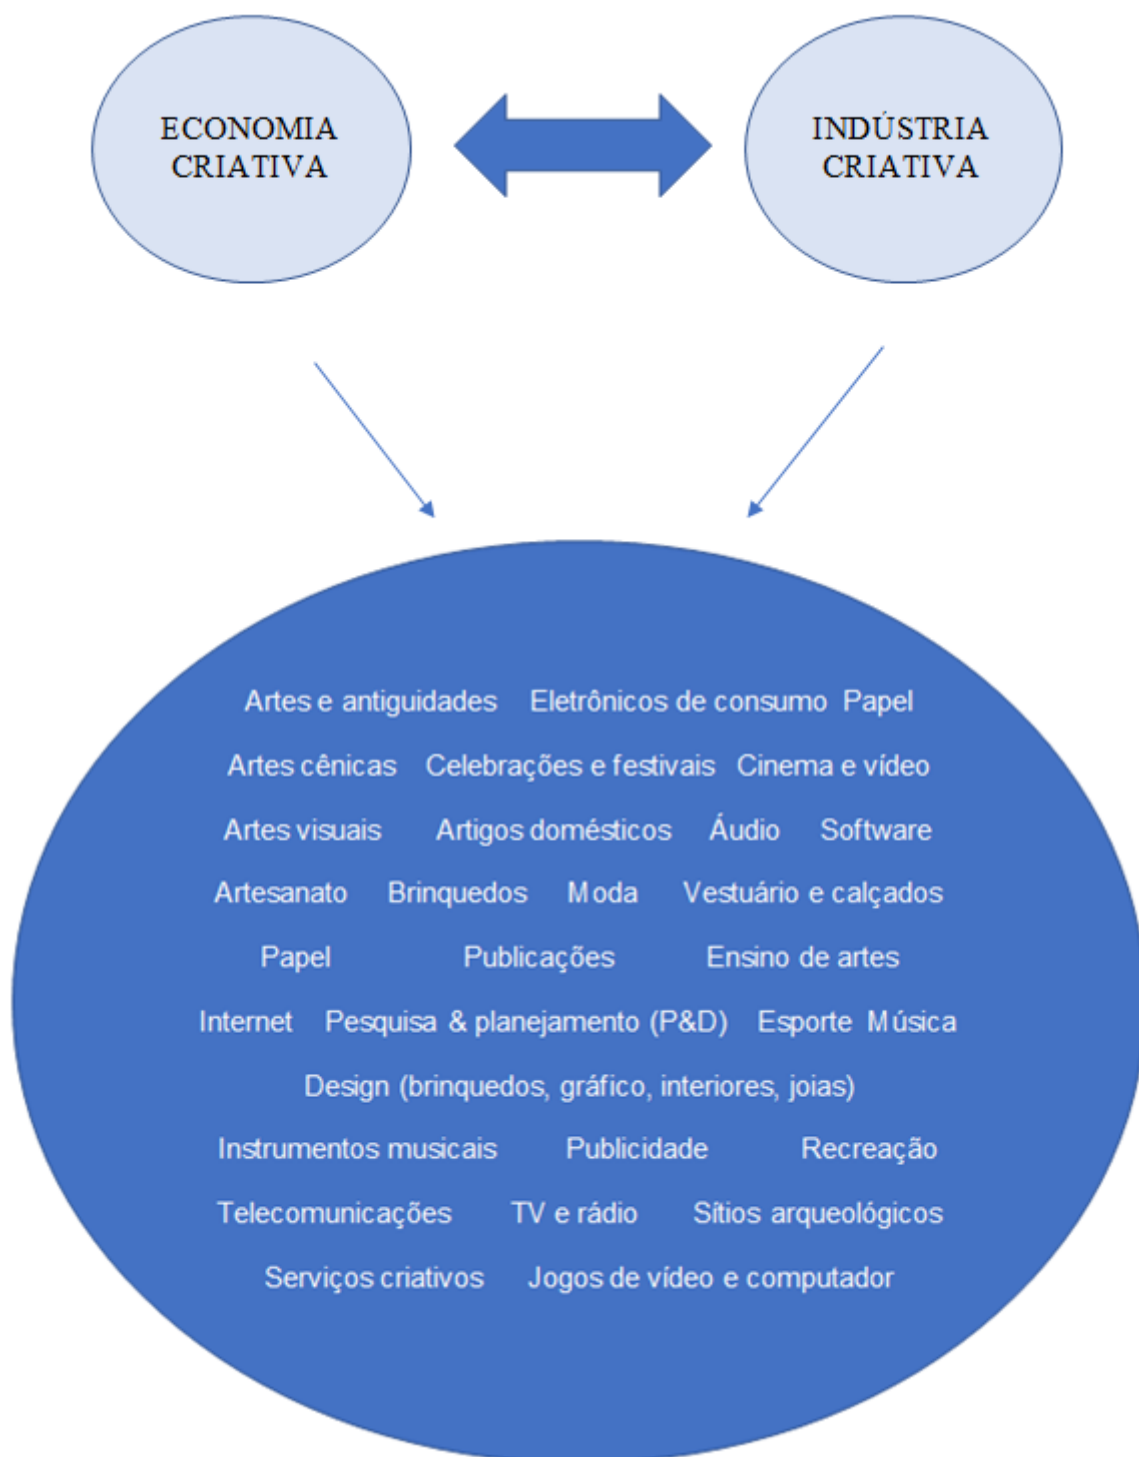 ECONOMIA
CRIATIVA
INDÚSTRIA
CRIATIVA
Artes e antiguidades Eletrônicos de consumo Papel
Artes cênicas Celebrações e festivais Cinema e vídeo
Artes visuais Artigos domésticos Áudio Software
Artesanato Brinquedos Moda Vestuário e calçados
Papel Publicações Ensino de artes
Internet Pesquisa & planejamento (P&D) Esporte Música
Design (brinquedos, gráfico, interiores, joias)
Instrumentos musicais Publicidade Recreação
Telecomunicações TV e rádio Sítios arqueológicos
Serviços criativos Jogos de vídeo e computador